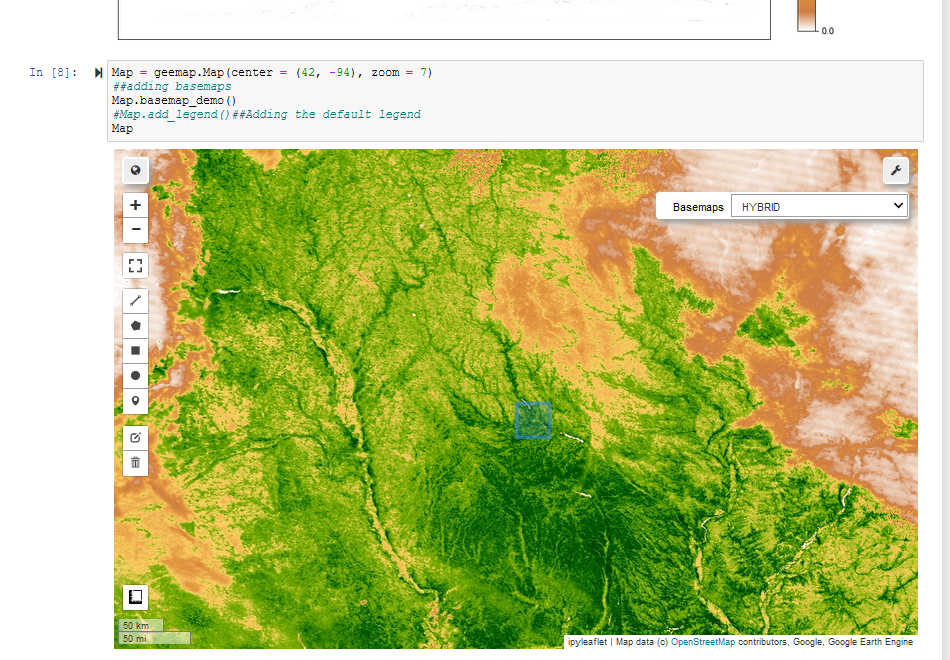 0.0
In [8]:
Map = geemap.Map(center = (42, -94), zoom = 7)
##adding basemaps
Map.basemap_demo()
#Map.add_legend()##Adding the default legend
Map
+
Basemaps HYBRID
−
50 km
50 mi
ipyleaflet | Map data (c) OpenStreetMap contributors, Google, Google Earth Engine